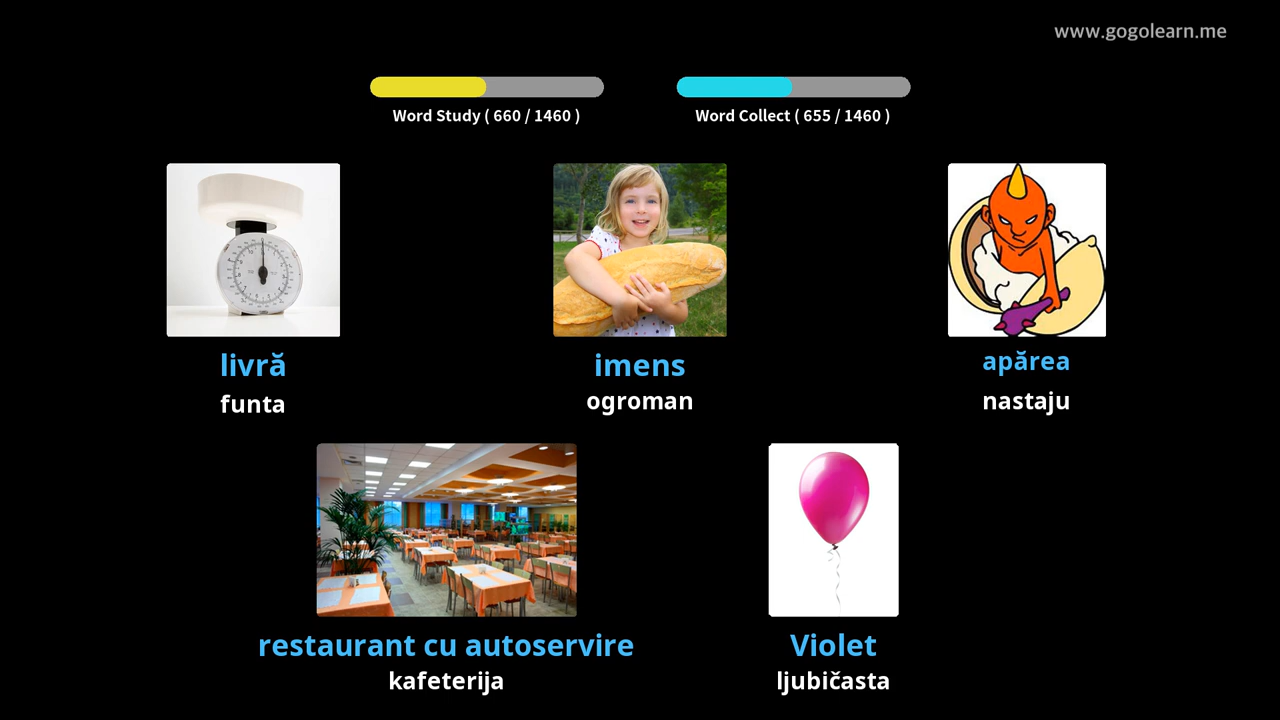 www.gogolearn.me
Word Study ( 660 / 1460 )
Word Collect ( 655 / 1460 )
livră
funta
imens
ogroman
apărea
nastaju
restaurant cu autoservire
kafeterija
Violet
ljubičasta